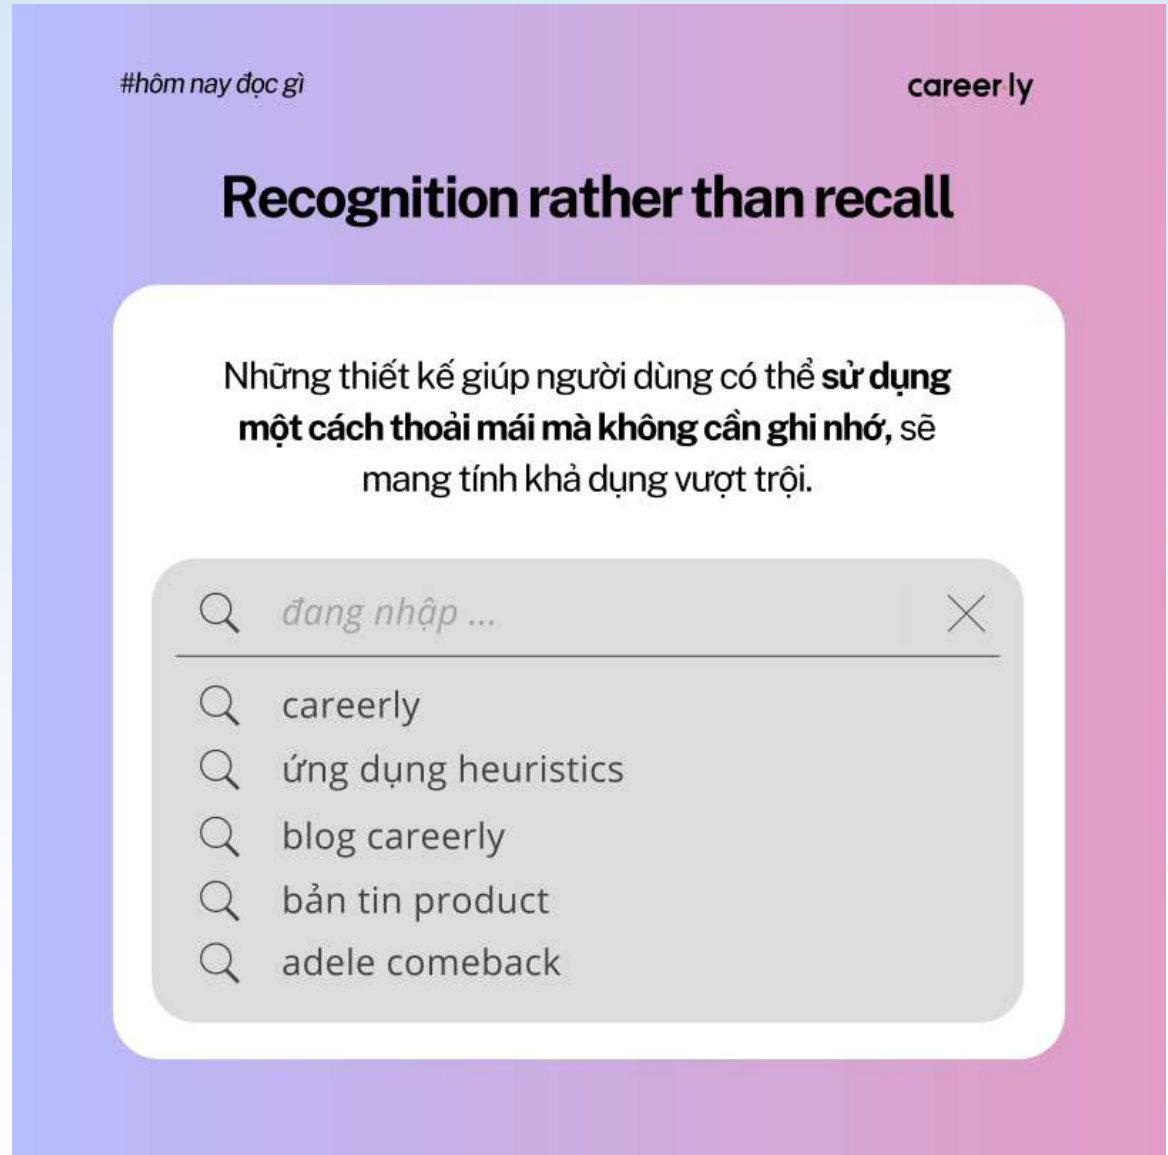 #hôm nay đọc gì
career·ly
Recognition rather than recall
Những thiết kế giúp người dùng có thể sử dụng
một cách thoải mái mà không cần ghi nhớ, sẽ
mang tính khả dụng vượt trội.
đang nhập ...
careerly
ứng dụng heuristics
blog careerly
bản tin product
adele comeback